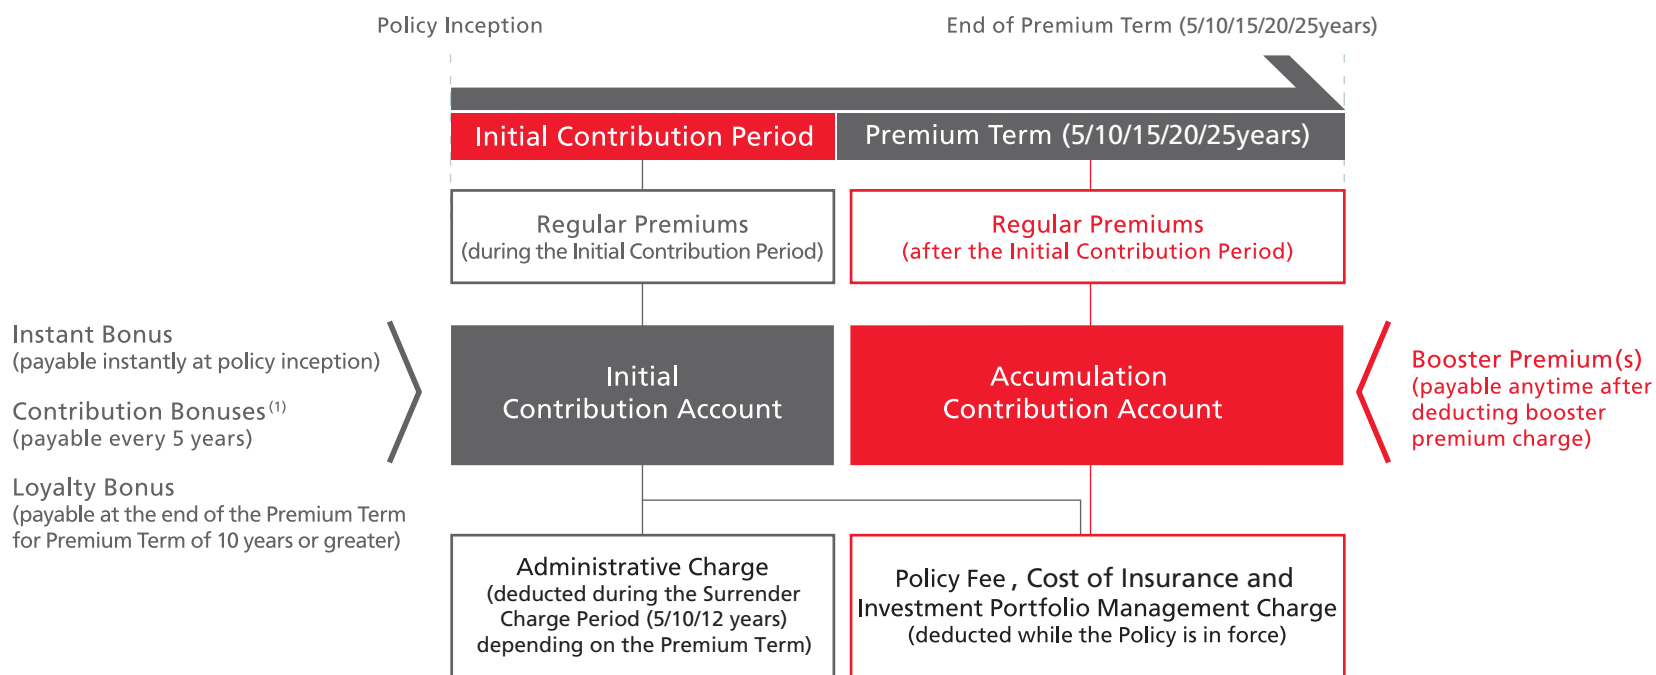 Policy Inception
End of Premium Term (5/10/15/20/25years)
Initial Contribution Period
Premium Term (5/10/15/20/25years)
Regular Premiums
(during the Initial Contribution Period)
Regular Premiums
(after the Initial Contribution Period)
Instant Bonus
(payable instantly at policy inception)
Contribution Bonuses (1)
(payable every 5 years)
Loyalty Bonus
(payable at the end of the Premium Term
for Premium Term of 10 years or greater)
Initial
Contribution Account
Accumulation
Contribution Account
Booster Premium(s)
(payable anytime after
deducting booster
premium charge)
Administrative Charge
(deducted during the Surrender
Charge Period (5/10/12 years)
depending on the Premium Term)
Policy Fee , Cost of Insurance and
Investment Portfolio Management Charge
(deducted while the Policy is in force)